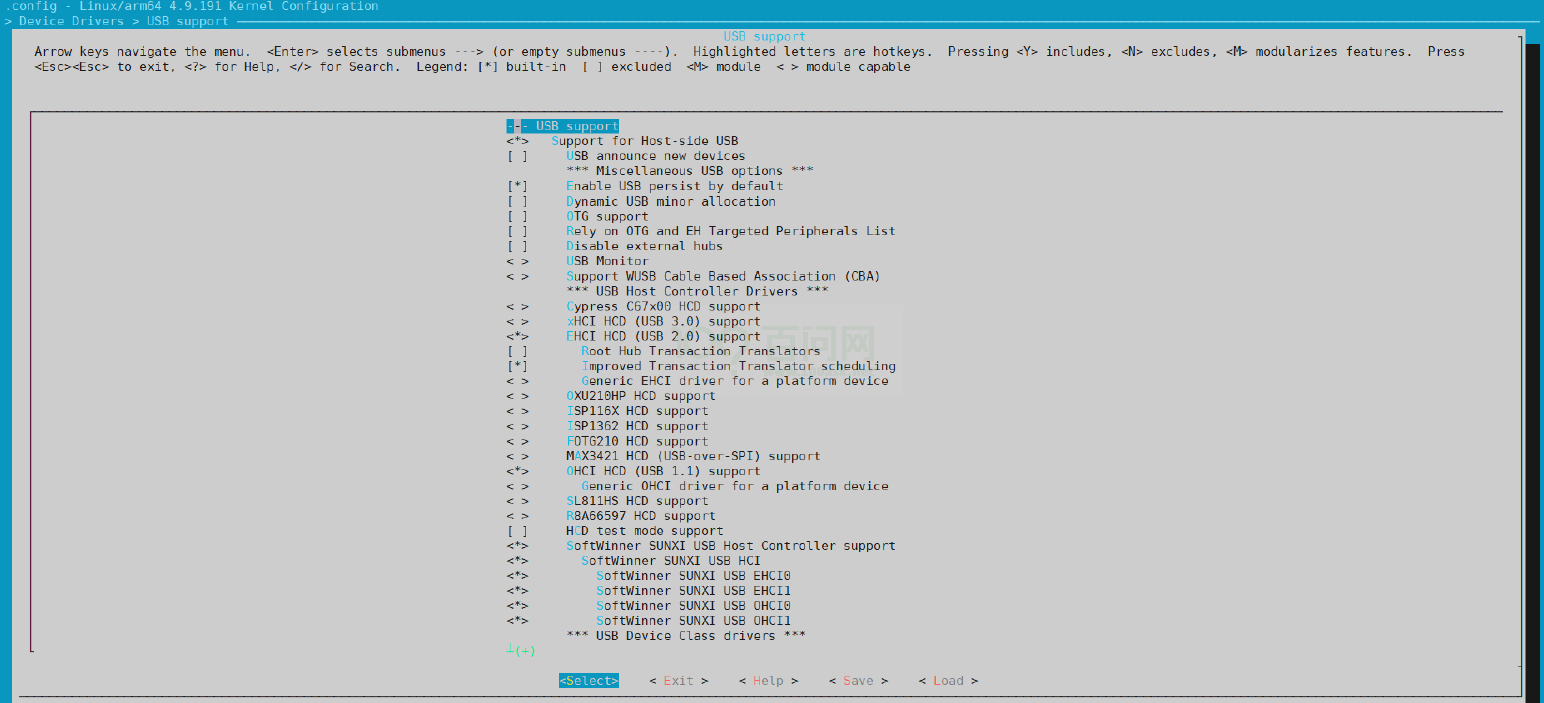 .config - Linux/arm64 4.9.191 Kernel Configuration
> Device Drivers > USB support
USB support
Arrow keys navigate the menu.  <Enter> selects submenus ---> (or empty submenus ----).  Highlighted letters are hotkeys.  Pressing <Y> includes, <N> excludes, <M> modularizes features.  Press
<Esc><Esc> to exit, <?> for Help, </> for Search.  Legend: [*] built-in  [ ] excluded  <M> module  < > module capable
--- USB support
<*>   Support for Host-side USB
[ ]     USB announce new devices
*** Miscellaneous USB options ***
[*]     Enable USB persist by default
[ ]     Dynamic USB minor allocation
[ ]     OTG support
[ ]     Rely on OTG and EH Targeted Peripherals List
[ ]     Disable external hubs
< >     USB Monitor
< >     Support WUSB Cable Based Association (CBA)
*** USB Host Controller Drivers ***
< >     Cypress C67x00 HCD support
< >     xHCI HCD (USB 3.0) support
<*>     EHCI HCD (USB 2.0) support
[ ]       Root Hub Transaction Translators
[*]       Improved Transaction Translator scheduling
< >       Generic EHCI driver for a platform device
< >     OXU210HP HCD support
< >     ISP116X HCD support
< >     ISP1362 HCD support
< >     FOTG210 HCD support
< >     MAX3421 HCD (USB-over-SPI) support
<*>     OHCI HCD (USB 1.1) support
< >       Generic OHCI driver for a platform device
< >     SL811HS HCD support
< >     R8A66597 HCD support
[ ]     HCD test mode support
<*>     SoftWinner SUNXI USB Host Controller support
<*>       SoftWinner SUNXI USB HCI
<*>         SoftWinner SUNXI USB EHCI0
<*>         SoftWinner SUNXI USB EHCI1
<*>         SoftWinner SUNXI USB OHCI0
<*>         SoftWinner SUNXI USB OHCI1
*** USB Device Class drivers ***
┴(+)
<Select>    < Exit >    < Help >    < Save >    < Load >
百问网